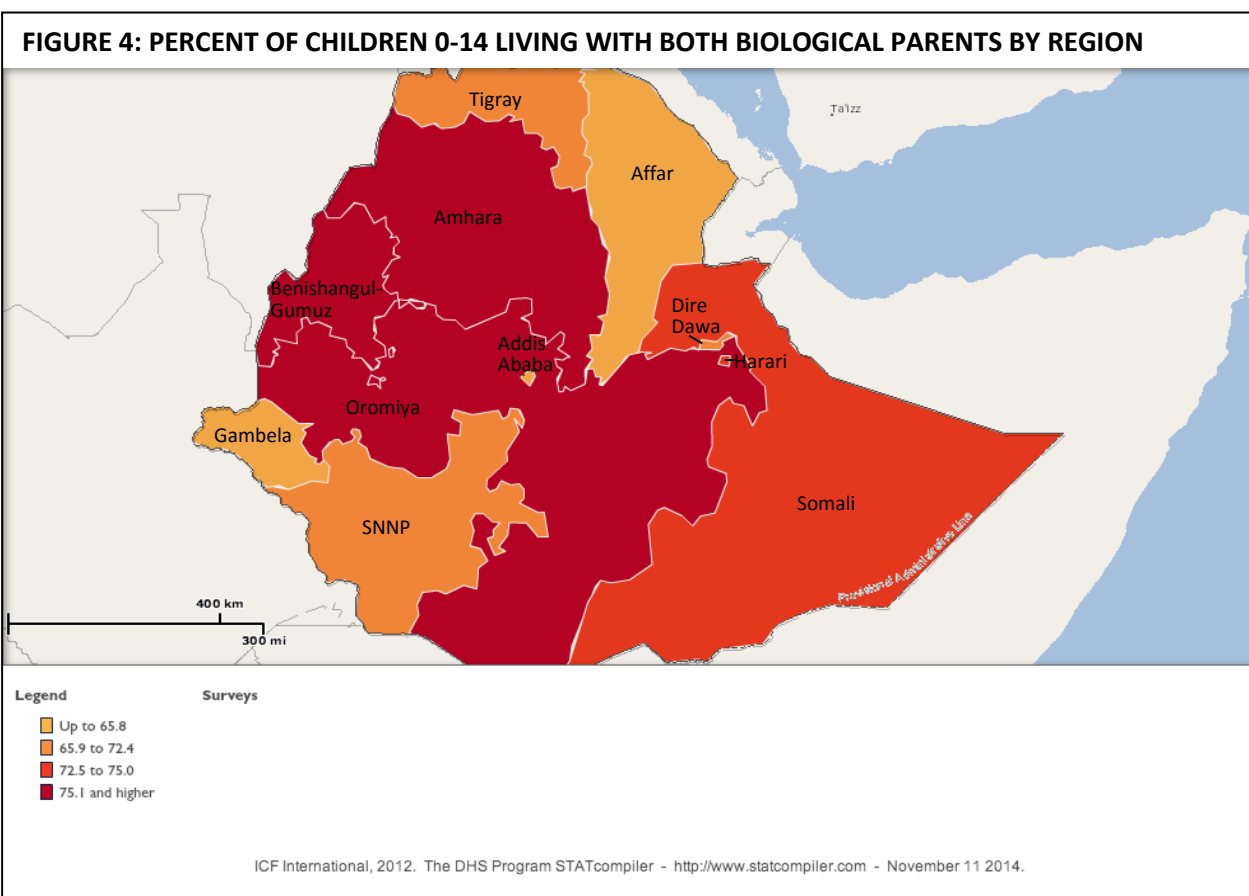 FIGURE 4: PERCENT OF CHILDREN 0-14 LIVING WITH BOTH BIOLOGICAL PARENTS BY REGION
Tigray
Ta'izz
Affar
Amhara
Benishangul-
Gumuz
Dire
Dawa
Addis
Ababa
Harari
Oromiya
Gambela
Somali
SNNP
Provisional Administrative Line
400 km
300 mi
Legend
Surveys
Up to 65.8
65.9 to 72.4
72.5 to 75.0
75.1 and higher
ICF International, 2012. The DHS Program STATcompiler - http://www.statcompiler.com - November 11 2014.